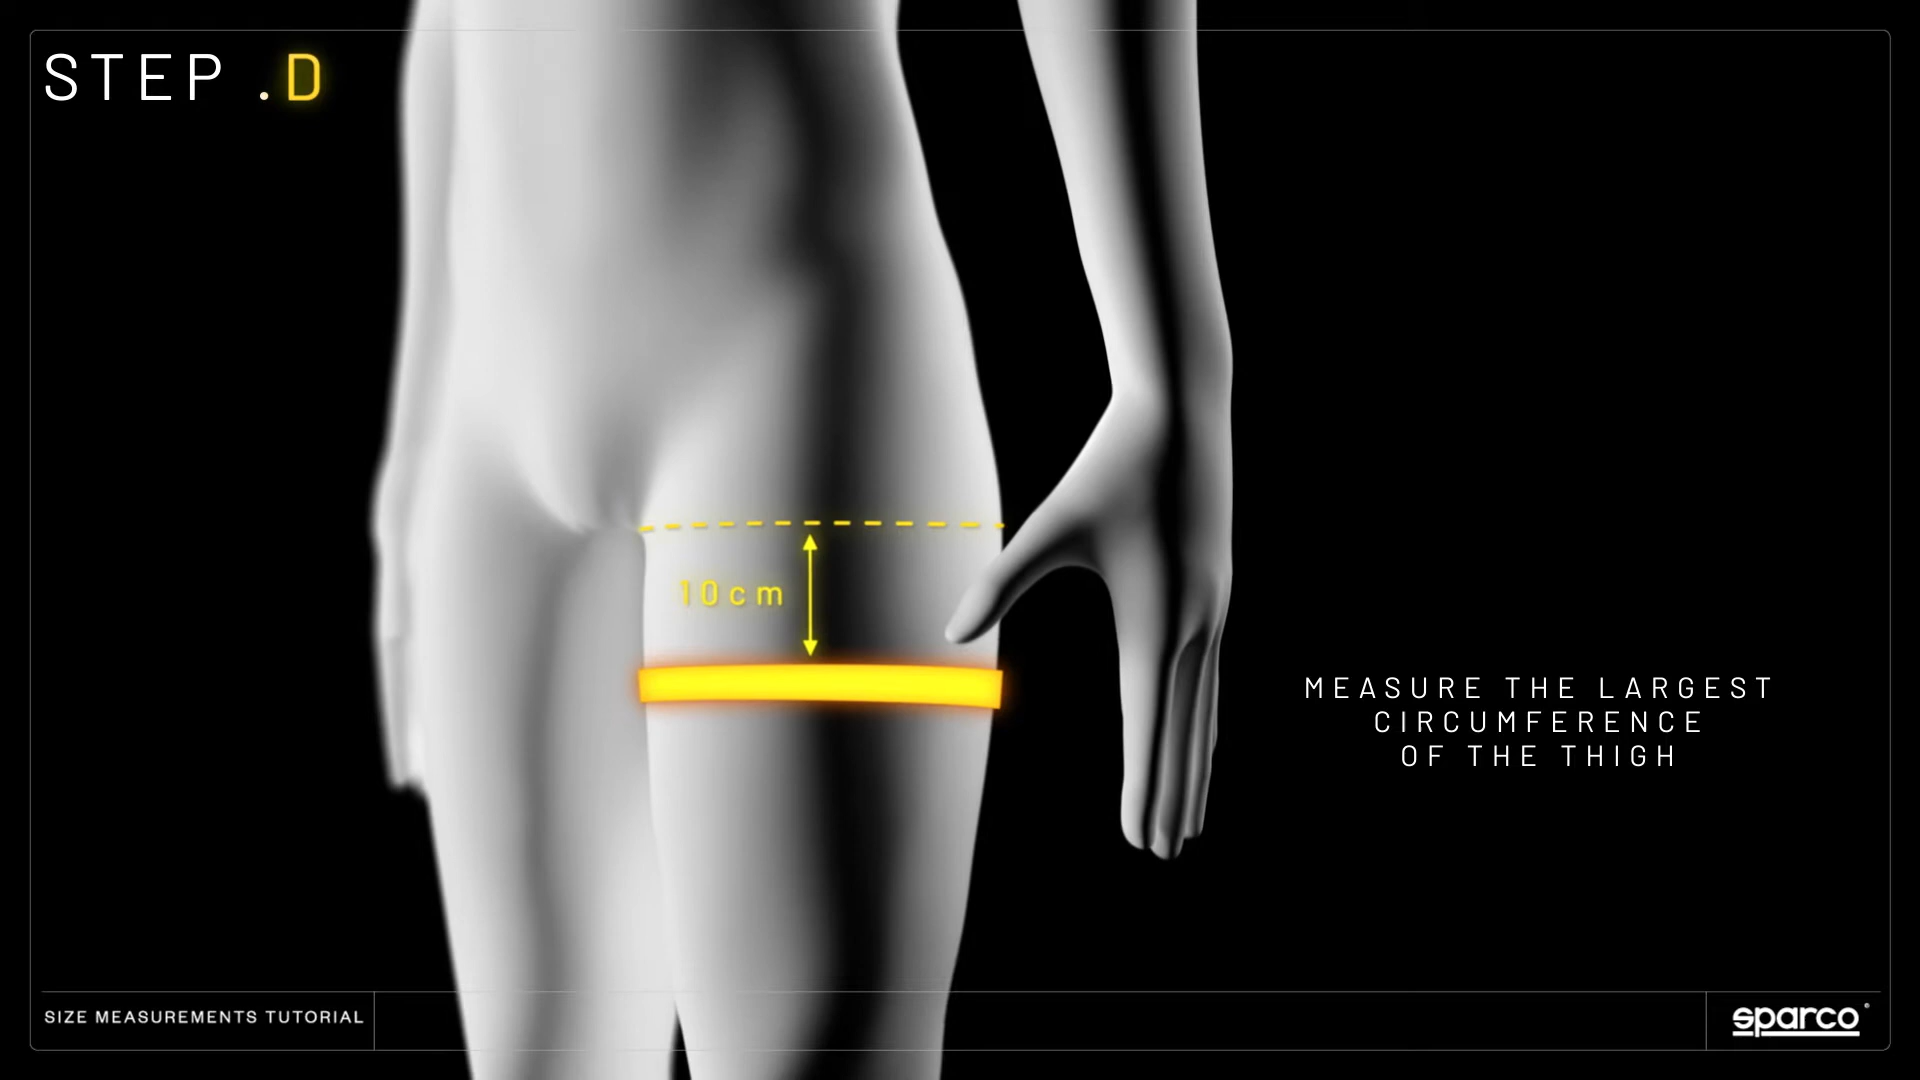 STEP .D
10cm
MEASURE THE LARGEST
CIRCUMFERENCE
OF THE THIGH
SIZE MEASUREMENTS TUTORIAL
sparco